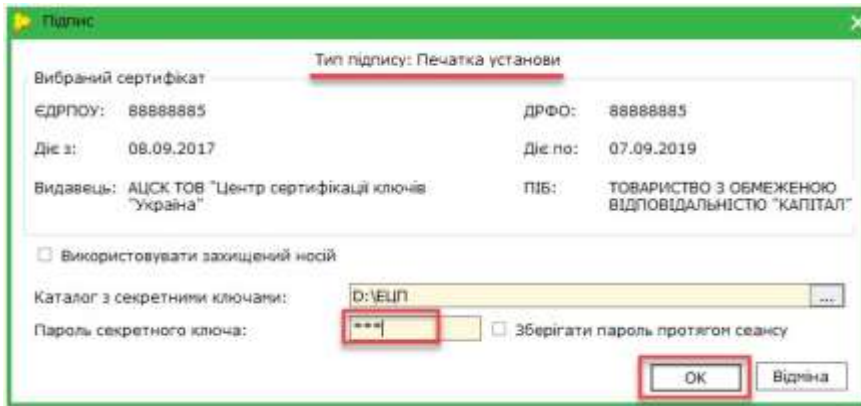 Підпис
Тип підпису: Печатка установи
Вибраний сертифікат
ЄДРПОУ: 88888885 ДРФО: 88888885
Діє з: 08.09.2017 Діє по: 07.09.2019
Видавець: АЦСК ТОВ "Центр сертифікації ключів ПІБ: ТОВАРИСТВО З ОБМЕЖЕНОЮ
"Україна" ВІДПОВІДАЛЬНІСТЮ "КАПІТАЛ"
Використовувати захищений носій
Каталог з секретними ключами: D:\ЕЦП ...
Пароль секретного ключа: *** Зберігати пароль протягом сеансу
ОК Відміна